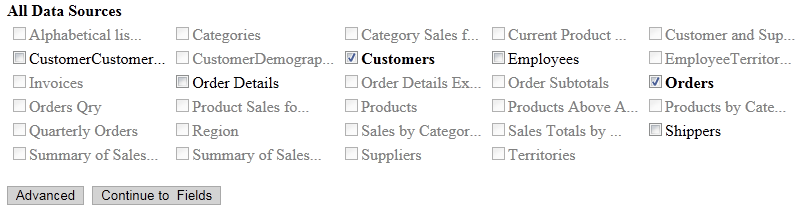 All Data Sources
Alphabetical lis... Categories Category Sales f... Current Product ... Customer and Sup...
CustomerCustomer... CustomerDemograp... Customers Employees EmployeeTerritor...
Invoices Order Details Order Details Ex... Order Subtotals Orders
Orders Qry Product Sales fo... Products Products Above A... Products by Cate...
Quarterly Orders Region Sales by Categor... Sales Totals by ... Shippers
Summary of Sales... Summary of Sales... Suppliers Territories
Advanced Continue to Fields